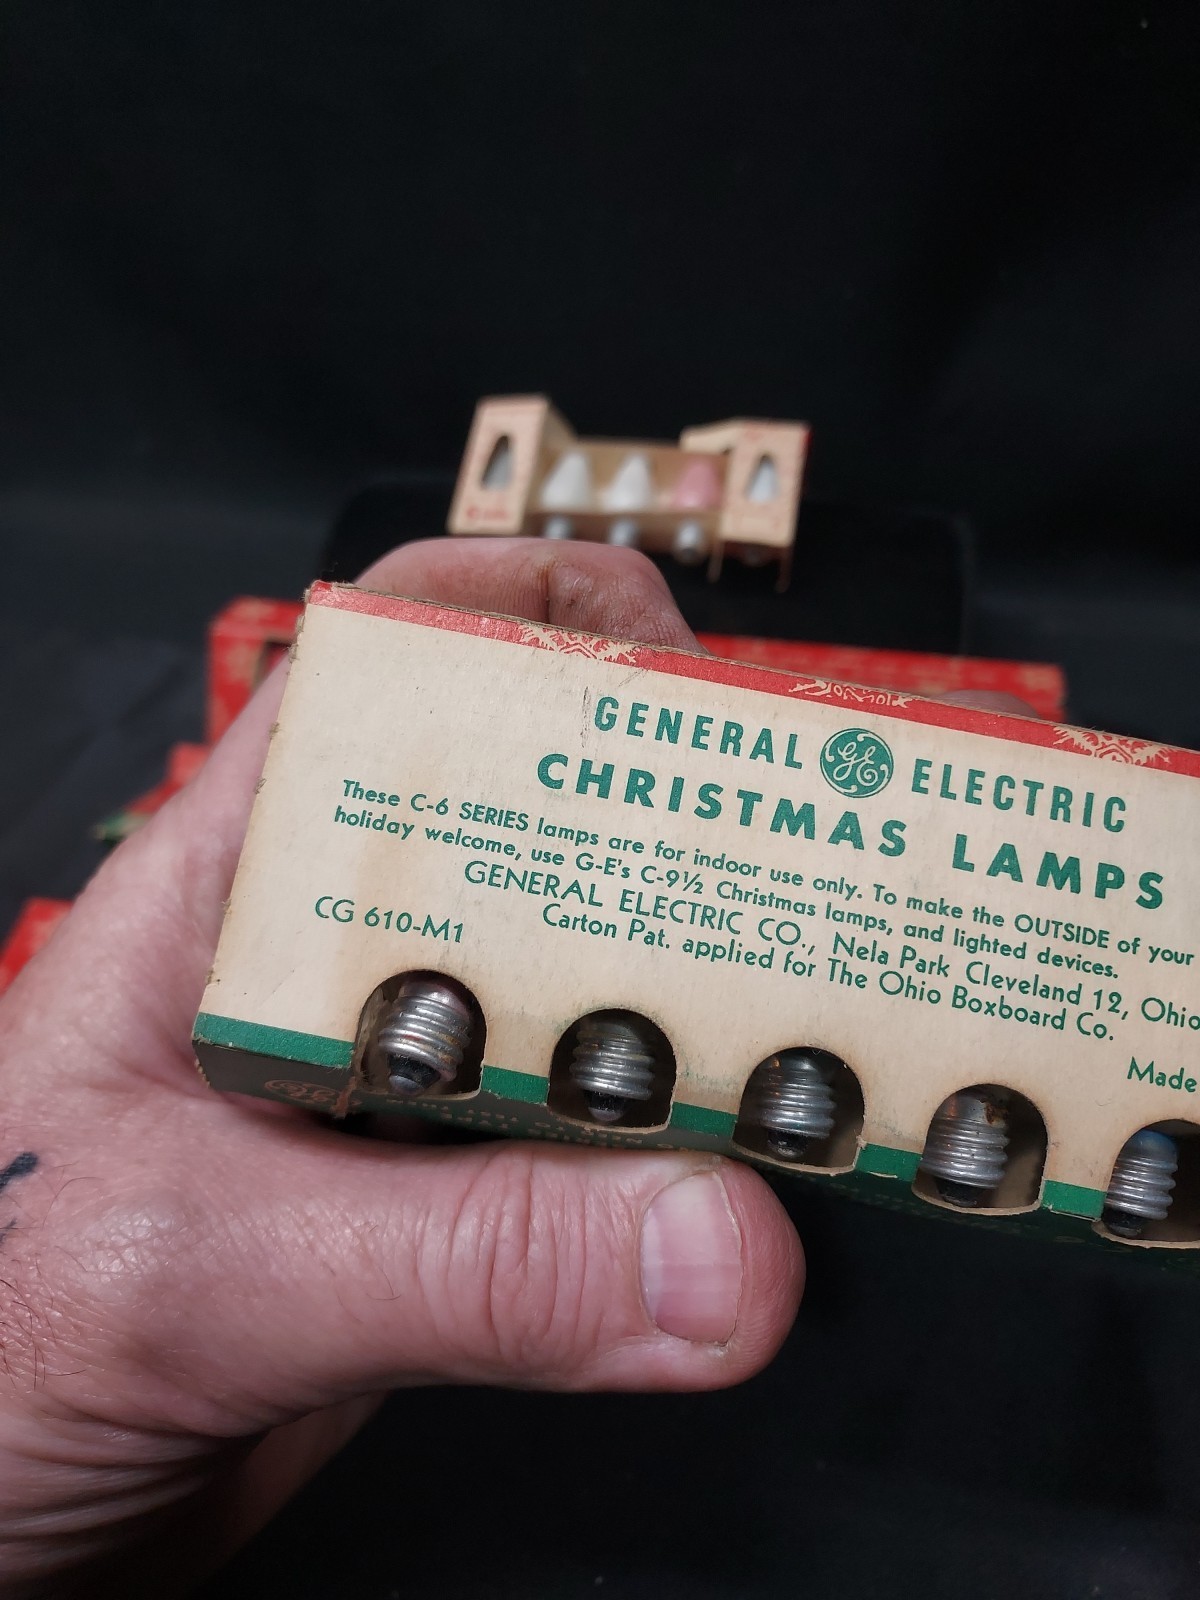 GENERAL GE ELECTRIC
CHRISTMAS LAMPS
These C-6 SERIES lamps are for indoor use only. To make the OUTSIDE of your
holiday welcome, use G-E's C-9½ Christmas lamps, and lighted devices.
GENERAL ELECTRIC CO., Nela Park Cleveland 12, Ohio
CG 610-M1
Carton Pat. applied for The Ohio Boxboard Co.
Made